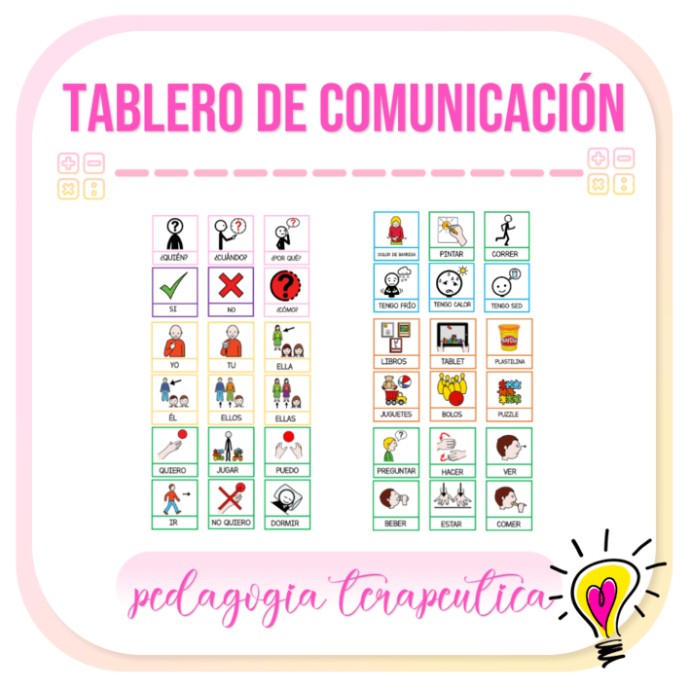 TABLERO DE COMUNICACIÓN
¿QUIÉN? ¿CUÁNDO? ¿POR QUÉ?
SI NO ¿CÓMO?
YO TU ELLA
ÉL ELLOS ELLAS
QUIERO JUGAR PUEDO
IR NO QUIERO DORMIR
DOLOR DE BARRIGA PINTAR CORRER
TENGO FRÍO TENGO CALOR TENGO SED
LIBROS TABLET PLASTILINA
JUGUETES BOLOS PUZZLE
PREGUNTAR HACER VER
BEBER ESTAR COMER
pedagogia terapeutica